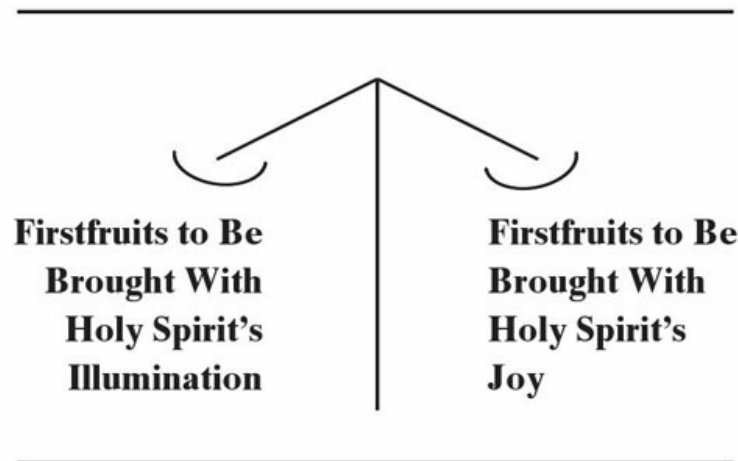 Firstfruits to Be
Brought With
Holy Spirit’s
Illumination
Firstfruits to Be
Brought With
Holy Spirit’s
Joy